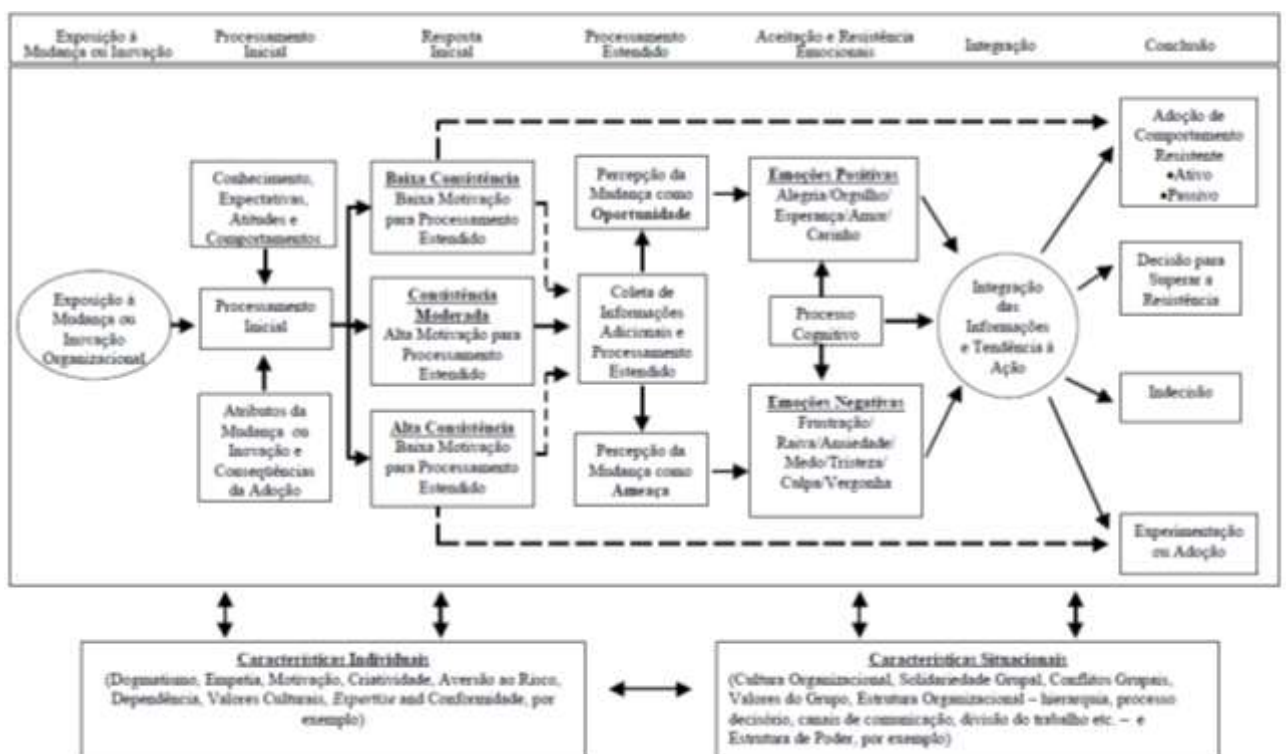 Exposição à
Mudança ou Inovação
Processamento
Inicial
Resposta
Inicial
Processamento
Estendido
Aceitação e Resistência
Emocionais
Integração
Conclusão
Exposição à
Mudança ou
Inovação
Organizacional
Conhecimento,
Expectativas,
Atitudes e
Comportamentos
Processamento
Inicial
Atributos da
Mudança ou
Inovação e
Conseqüências
da Adoção
Baixa Consistência
Baixa Motivação
para Processamento
Estendido
Consistência
Moderada
Alta Motivação para
Processamento
Estendido
Alta Consistência
Baixa Motivação
para Processamento
Estendido
Percepção da
Mudança como
Oportunidade
Coleta de
Informações
Adicionais e
Processamento
Estendido
Percepção da
Mudança como
Ameaça
Emoções Positivas
Alegria/Orgulho/
Esperança/Amor/
Carinho
Processo
Cognitivo
Emoções Negativas
Frustração/
Raiva/Ansiedade/
Medo/Tristeza/
Culpa/Vergonha
Integração
das
Informações
e Tendência à
Ação
Adoção de
Comportamento
Resistente
•Ativo
•Passivo
Decisão para
Superar a
Resistência
Indecisão
Experimentação
ou Adoção
Características Individuais
(Dogmatismo, Empatia, Motivação, Criatividade, Aversão ao Risco,
Dependência, Valores Culturais, Expertise and Conformidade, por
exemplo)
Características Situacionais
(Cultura Organizacional, Solidariedade Grupal, Conflitos Grupais,
Valores do Grupo, Estrutura Organizacional – hierarquia, processo
decisório, canais de comunicação, divisão do trabalho etc. – e
Estrutura de Poder, por exemplo)